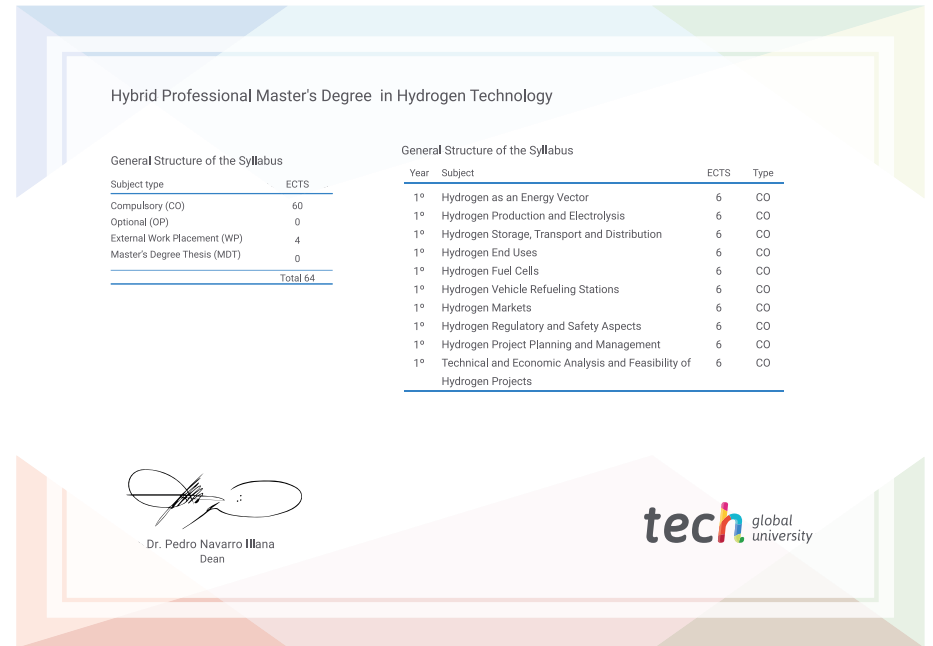 Hybrid Professional Master's Degree in Hydrogen Technology
General Structure of the Syllabus
Subject type ECTS
Compulsory (CO) 60
Optional (OP) 0
External Work Placement (WP) 4
Master's Degree Thesis (MDT) 0
Total 64
General Structure of the Syllabus
Year Subject ECTS Type
1º Hydrogen as an Energy Vector 6 CO
1º Hydrogen Production and Electrolysis 6 CO
1º Hydrogen Storage, Transport and Distribution 6 CO
1º Hydrogen End Uses 6 CO
1º Hydrogen Fuel Cells 6 CO
1º Hydrogen Vehicle Refueling Stations 6 CO
1º Hydrogen Markets 6 CO
1º Hydrogen Regulatory and Safety Aspects 6 CO
1º Hydrogen Project Planning and Management 6 CO
1º Technical and Economic Analysis and Feasibility of 6 CO
Hydrogen Projects
Dr. Pedro Navarro Illana
Dean
tech global
university